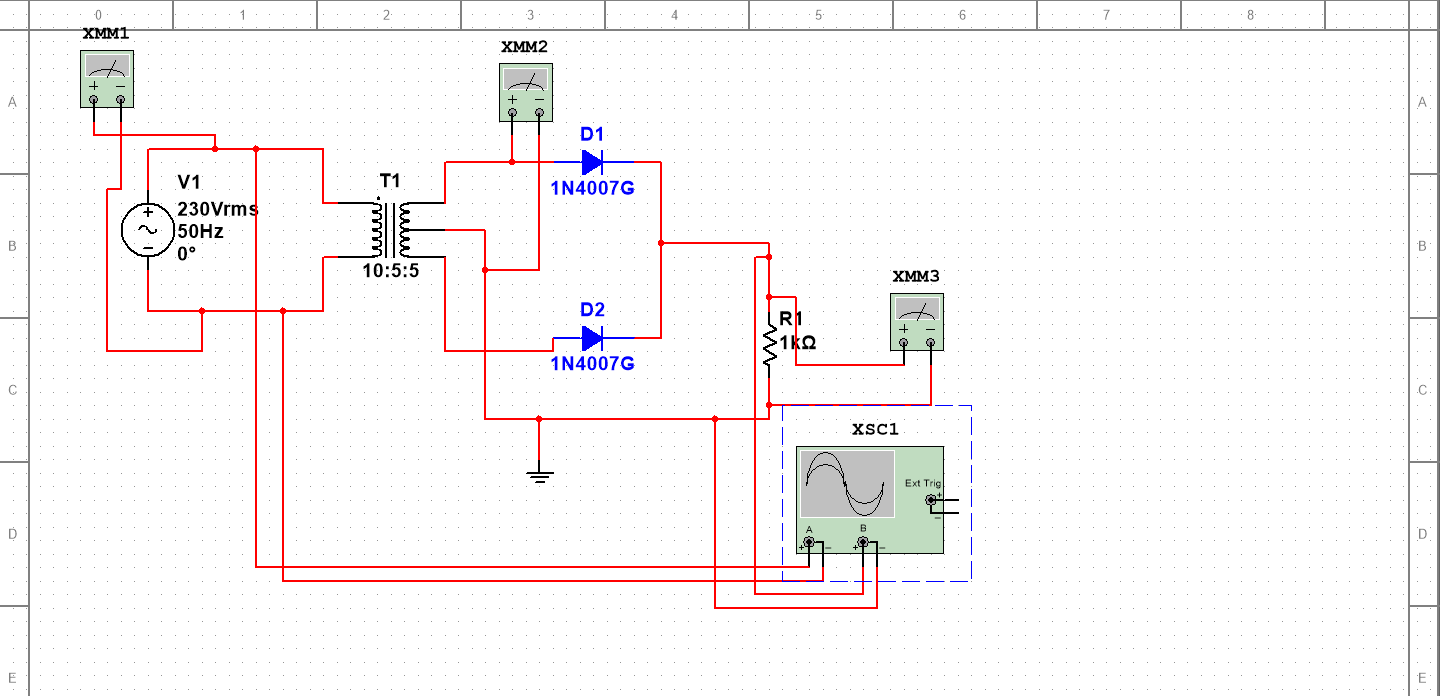 0 1 2 3 4 5 6 7 8
XMM1
XMM2
A A
+ − + −
D1
1N4007G
V1
230Vrms
50Hz
0°
+
−
T1
10:5:5
B B
XMM3
+ −
D2
1N4007G
R1
1kΩ
C C
XSC1
Ext Trig
+
−
D D
A B
+ − + −
E E